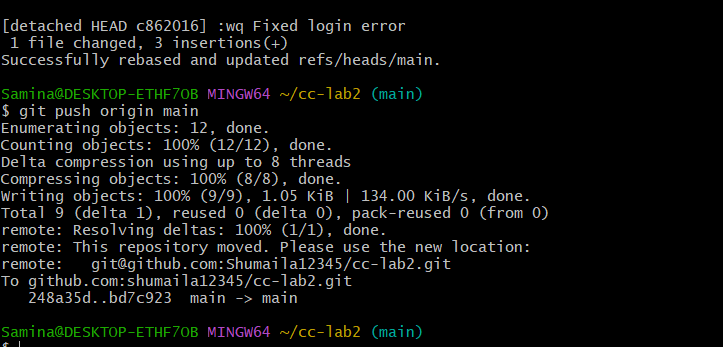 [detached HEAD c862016] :wq Fixed login error
 1 file changed, 3 insertions(+)
Successfully rebased and updated refs/heads/main.

Samina@DESKTOP-ETHF7OB MINGW64 ~/cc-lab2 (main)
$ git push origin main
Enumerating objects: 12, done.
Counting objects: 100% (12/12), done.
Delta compression using up to 8 threads
Compressing objects: 100% (8/8), done.
Writing objects: 100% (9/9), 1.05 KiB | 134.00 KiB/s, done.
Total 9 (delta 1), reused 0 (delta 0), pack-reused 0 (from 0)
remote: Resolving deltas: 100% (1/1), done.
remote: This repository moved. Please use the new location:
remote:   git@github.com:Shumaila12345/cc-lab2.git
To github.com:shumaila12345/cc-lab2.git
   248a35d..bd7c923  main -> main

Samina@DESKTOP-ETHF7OB MINGW64 ~/cc-lab2 (main)
$